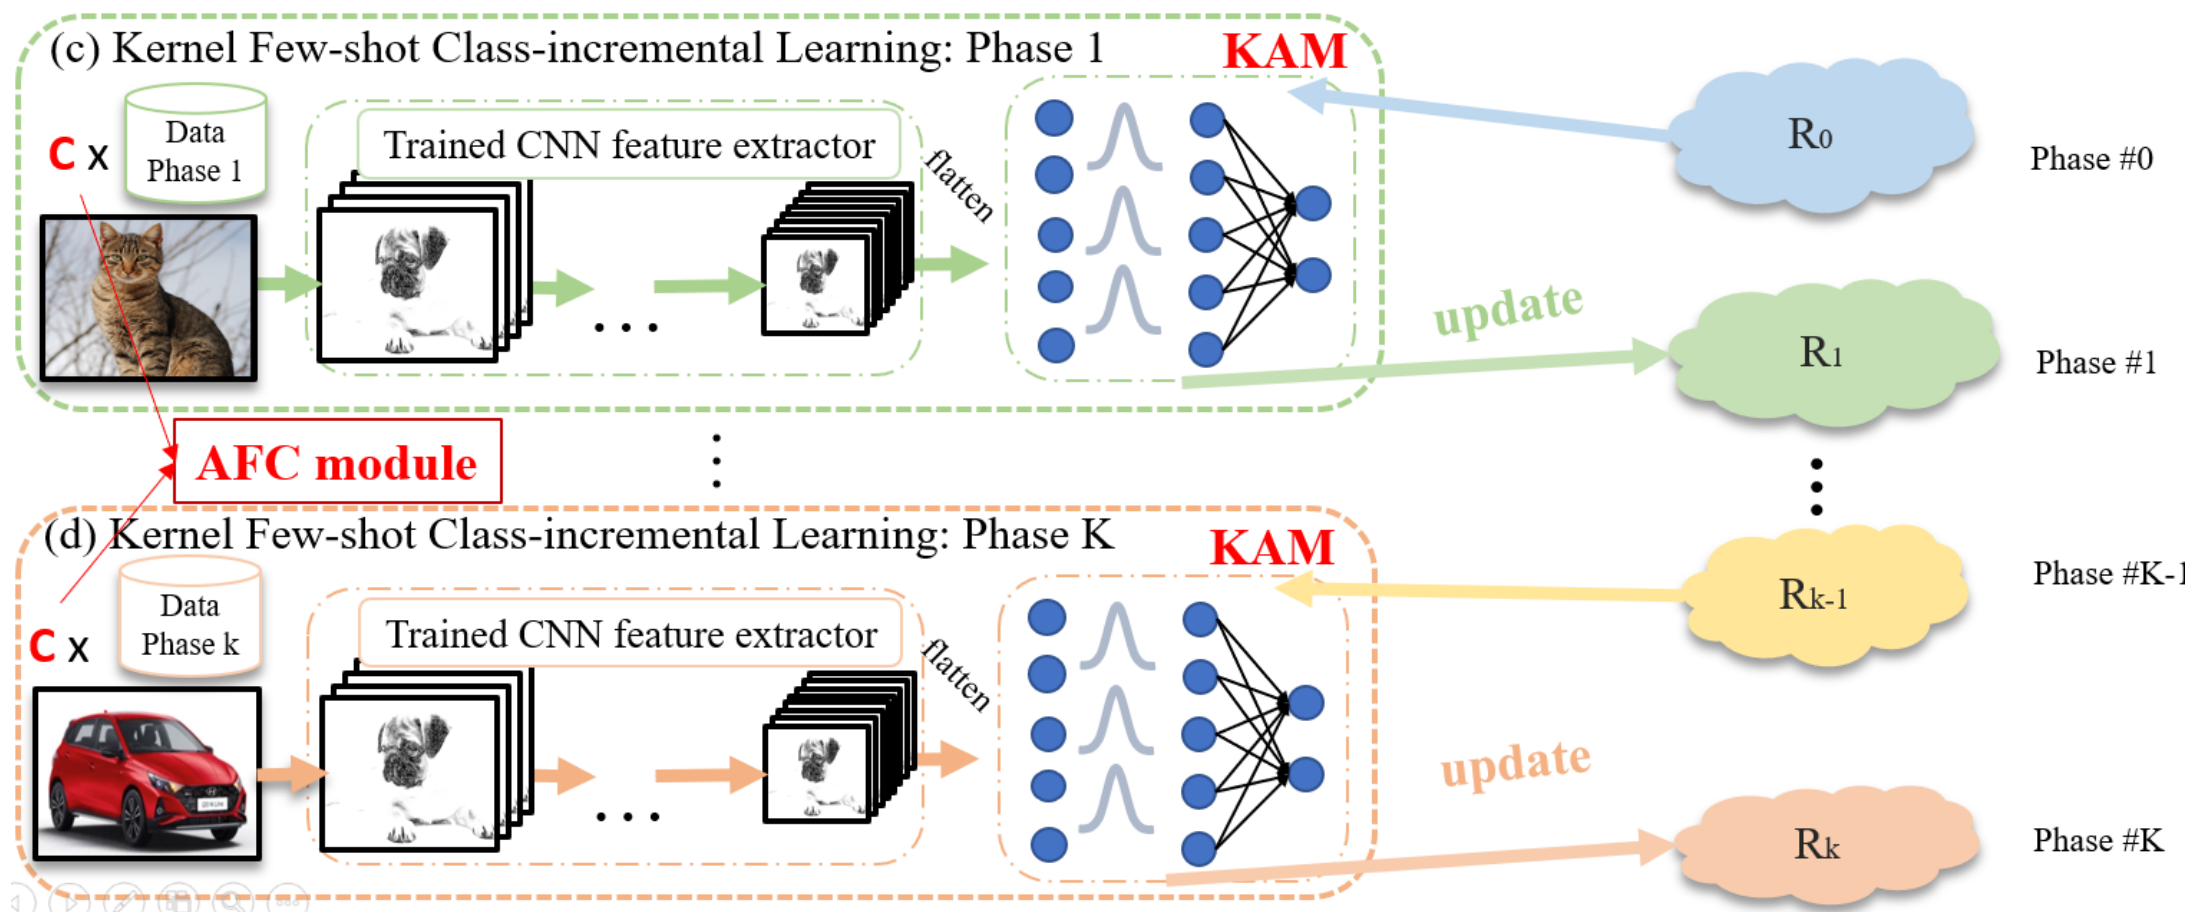 (c) Kernel Few-shot Class-incremental Learning: Phase 1
KAM
Data
Phase 1
C x
Trained CNN feature extractor
flatten
...
R0
Phase #0
update
R1
Phase #1
AFC module
(d) Kernel Few-shot Class-incremental Learning: Phase K
KAM
Data
Phase k
C x
Trained CNN feature extractor
flatten
...
Rk-1
Phase #K-1
update
Rk
Phase #K